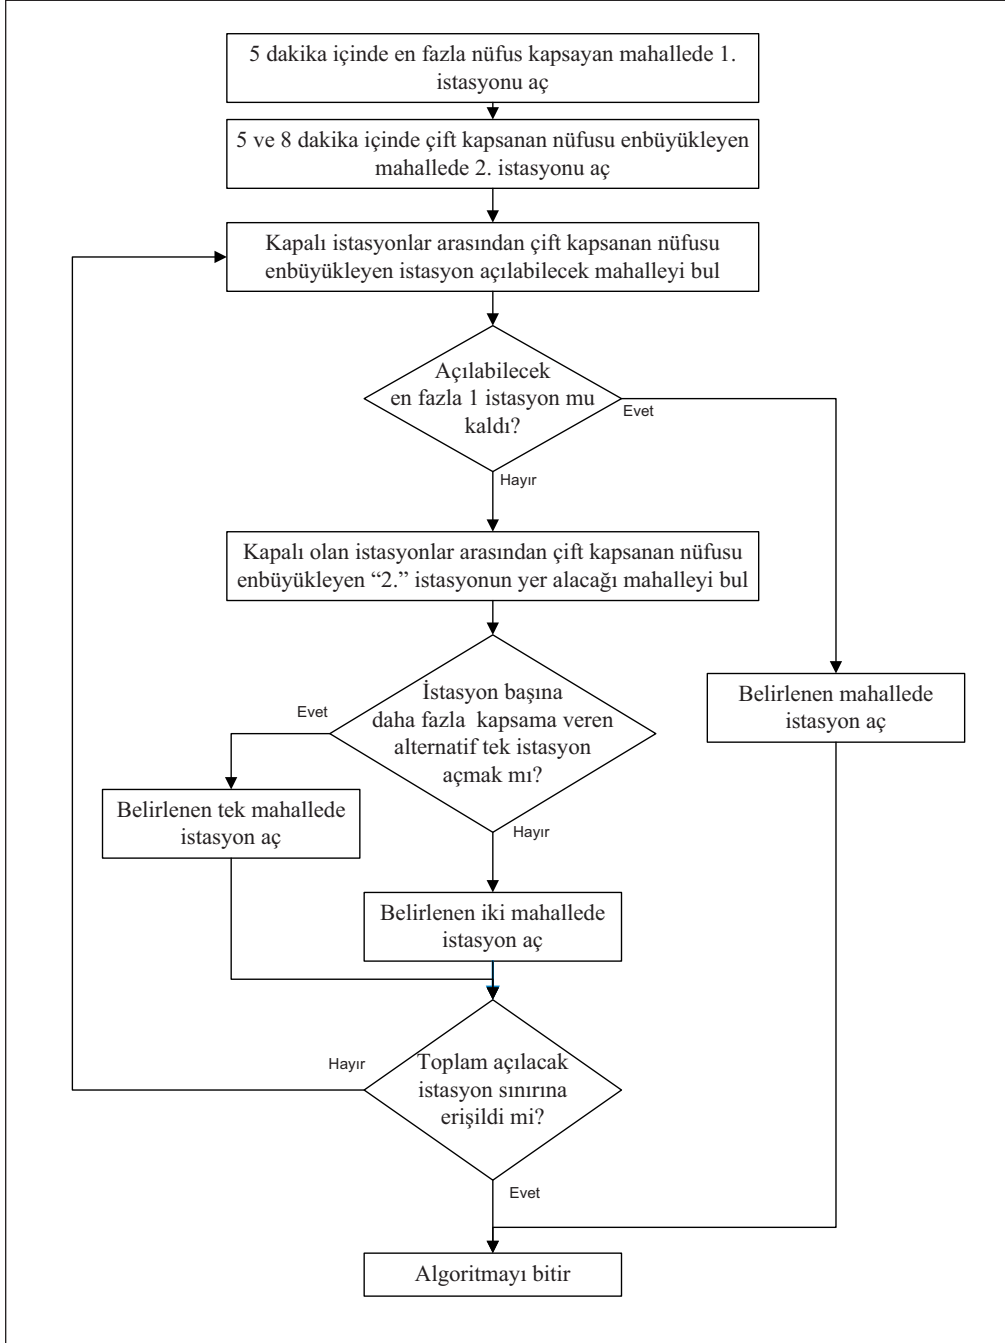 5 dakika içinde en fazla nüfus kapsayan mahallede 1.
istasyonu aç
5 ve 8 dakika içinde çift kapsanan nüfusu enbüyükleyen
mahallede 2. istasyonu aç
Kapalı istasyonlar arasından çift kapsanan nüfusu
enbüyükleyen istasyon açılabilecek mahalleyi bul
Açılabilecek
en fazla 1 istasyon mu
kaldı?
Evet
Hayır
Kapalı olan istasyonlar arasından çift kapsanan nüfusu
enbüyükleyen “2.” istasyonun yer alacağı mahalleyi bul
İstasyon başına
daha fazla kapsama veren
alternatif tek istasyon
açmak mı?
Evet
Belirlenen mahallede
istasyon aç
Belirlenen tek mahallede
istasyon aç
Hayır
Belirlenen iki mahallede
istasyon aç
Hayır
Toplam açılacak
istasyon sınırına
erişildi mi?
Evet
Algoritmayı bitir